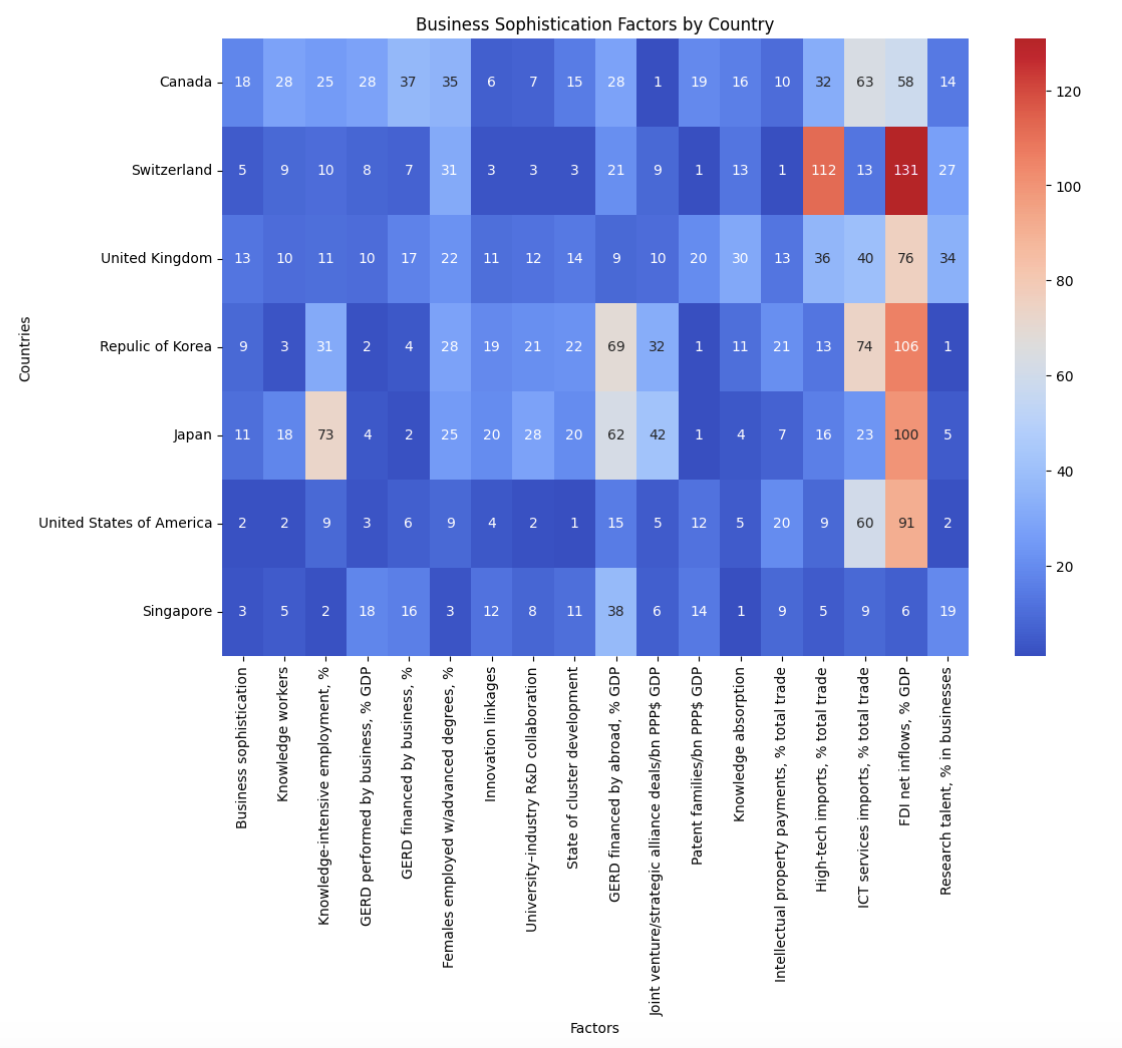 Business Sophistication Factors by Country
Countries
Canada 18 28 25 28 37 35 6 7 15 28 1 19 16 10 32 63 58 14
Switzerland 5 9 10 8 7 31 3 3 3 21 9 1 13 1 112 13 131 27
United Kingdom 13 10 11 10 17 22 11 12 14 9 10 20 30 13 36 40 76 34
Repulic of Korea 9 3 31 2 4 28 19 21 22 69 32 1 11 21 13 74 106 1
Japan 11 18 73 4 2 25 20 28 20 62 42 1 4 7 16 23 100 5
United States of America 2 2 9 3 6 9 4 2 1 15 5 12 5 20 9 60 91 2
Singapore 3 5 2 18 16 3 12 8 11 38 6 14 1 9 5 9 6 19
Business sophistication
Knowledge workers
Knowledge-intensive employment, %
GERD performed by business, % GDP
GERD financed by business, %
Females employed w/advanced degrees, %
Innovation linkages
University–industry R&D collaboration
State of cluster development
GERD financed by abroad, % GDP
Joint venture/strategic alliance deals/bn PPP$ GDP
Patent families/bn PPP$ GDP
Knowledge absorption
Intellectual property payments, % total trade
High-tech imports, % total trade
ICT services imports, % total trade
FDI net inflows, % GDP
Research talent, % in businesses
Factors
120
100
80
60
40
20